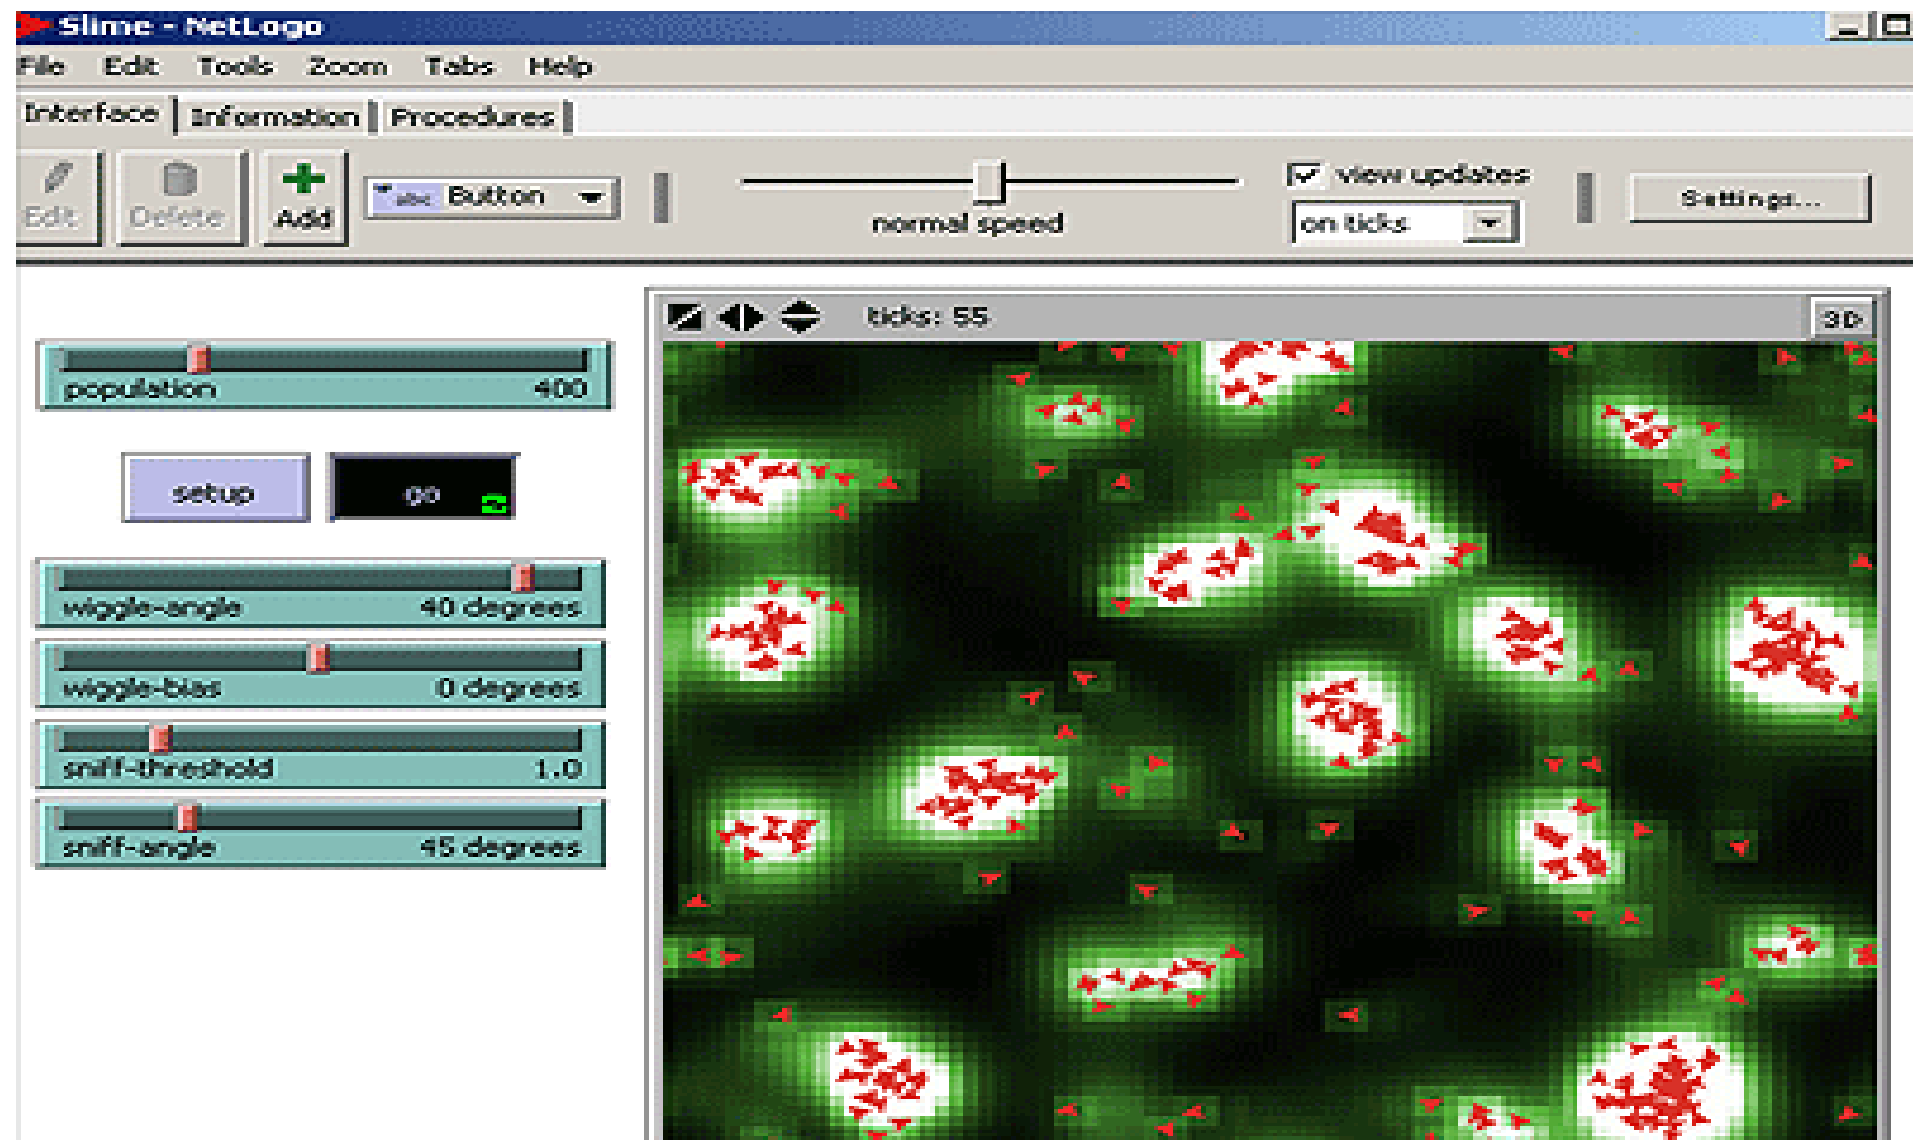 Slime - NetLogo
File Edit Tools Zoom Tabs Help
Interface Information Procedures
Edit Delete Add abc Button normal speed view updates on ticks Settings...
ticks: 55 3D
population 400
setup go
wiggle-angle 40 degrees
wiggle-bias 0 degrees
sniff-threshold 1.0
sniff-angle 45 degrees